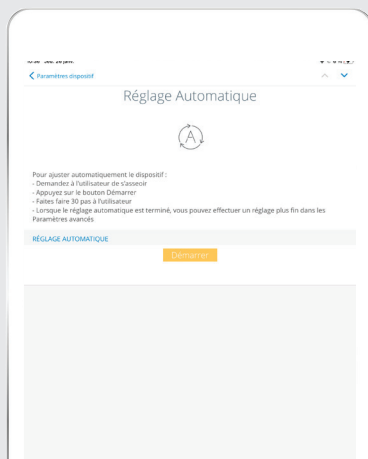 Paramètres dispositif
Réglage Automatique
A
Pour ajuster automatiquement le dispositif :
- Demandez à l'utilisateur de s'asseoir
- Appuyez sur le bouton Démarrer
- Faites faire 30 pas à l'utilisateur
- Lorsque le réglage automatique est terminé, vous pouvez effectuer un réglage plus fin dans les
Paramètres avancés
RÉGLAGE AUTOMATIQUE
Démarrer